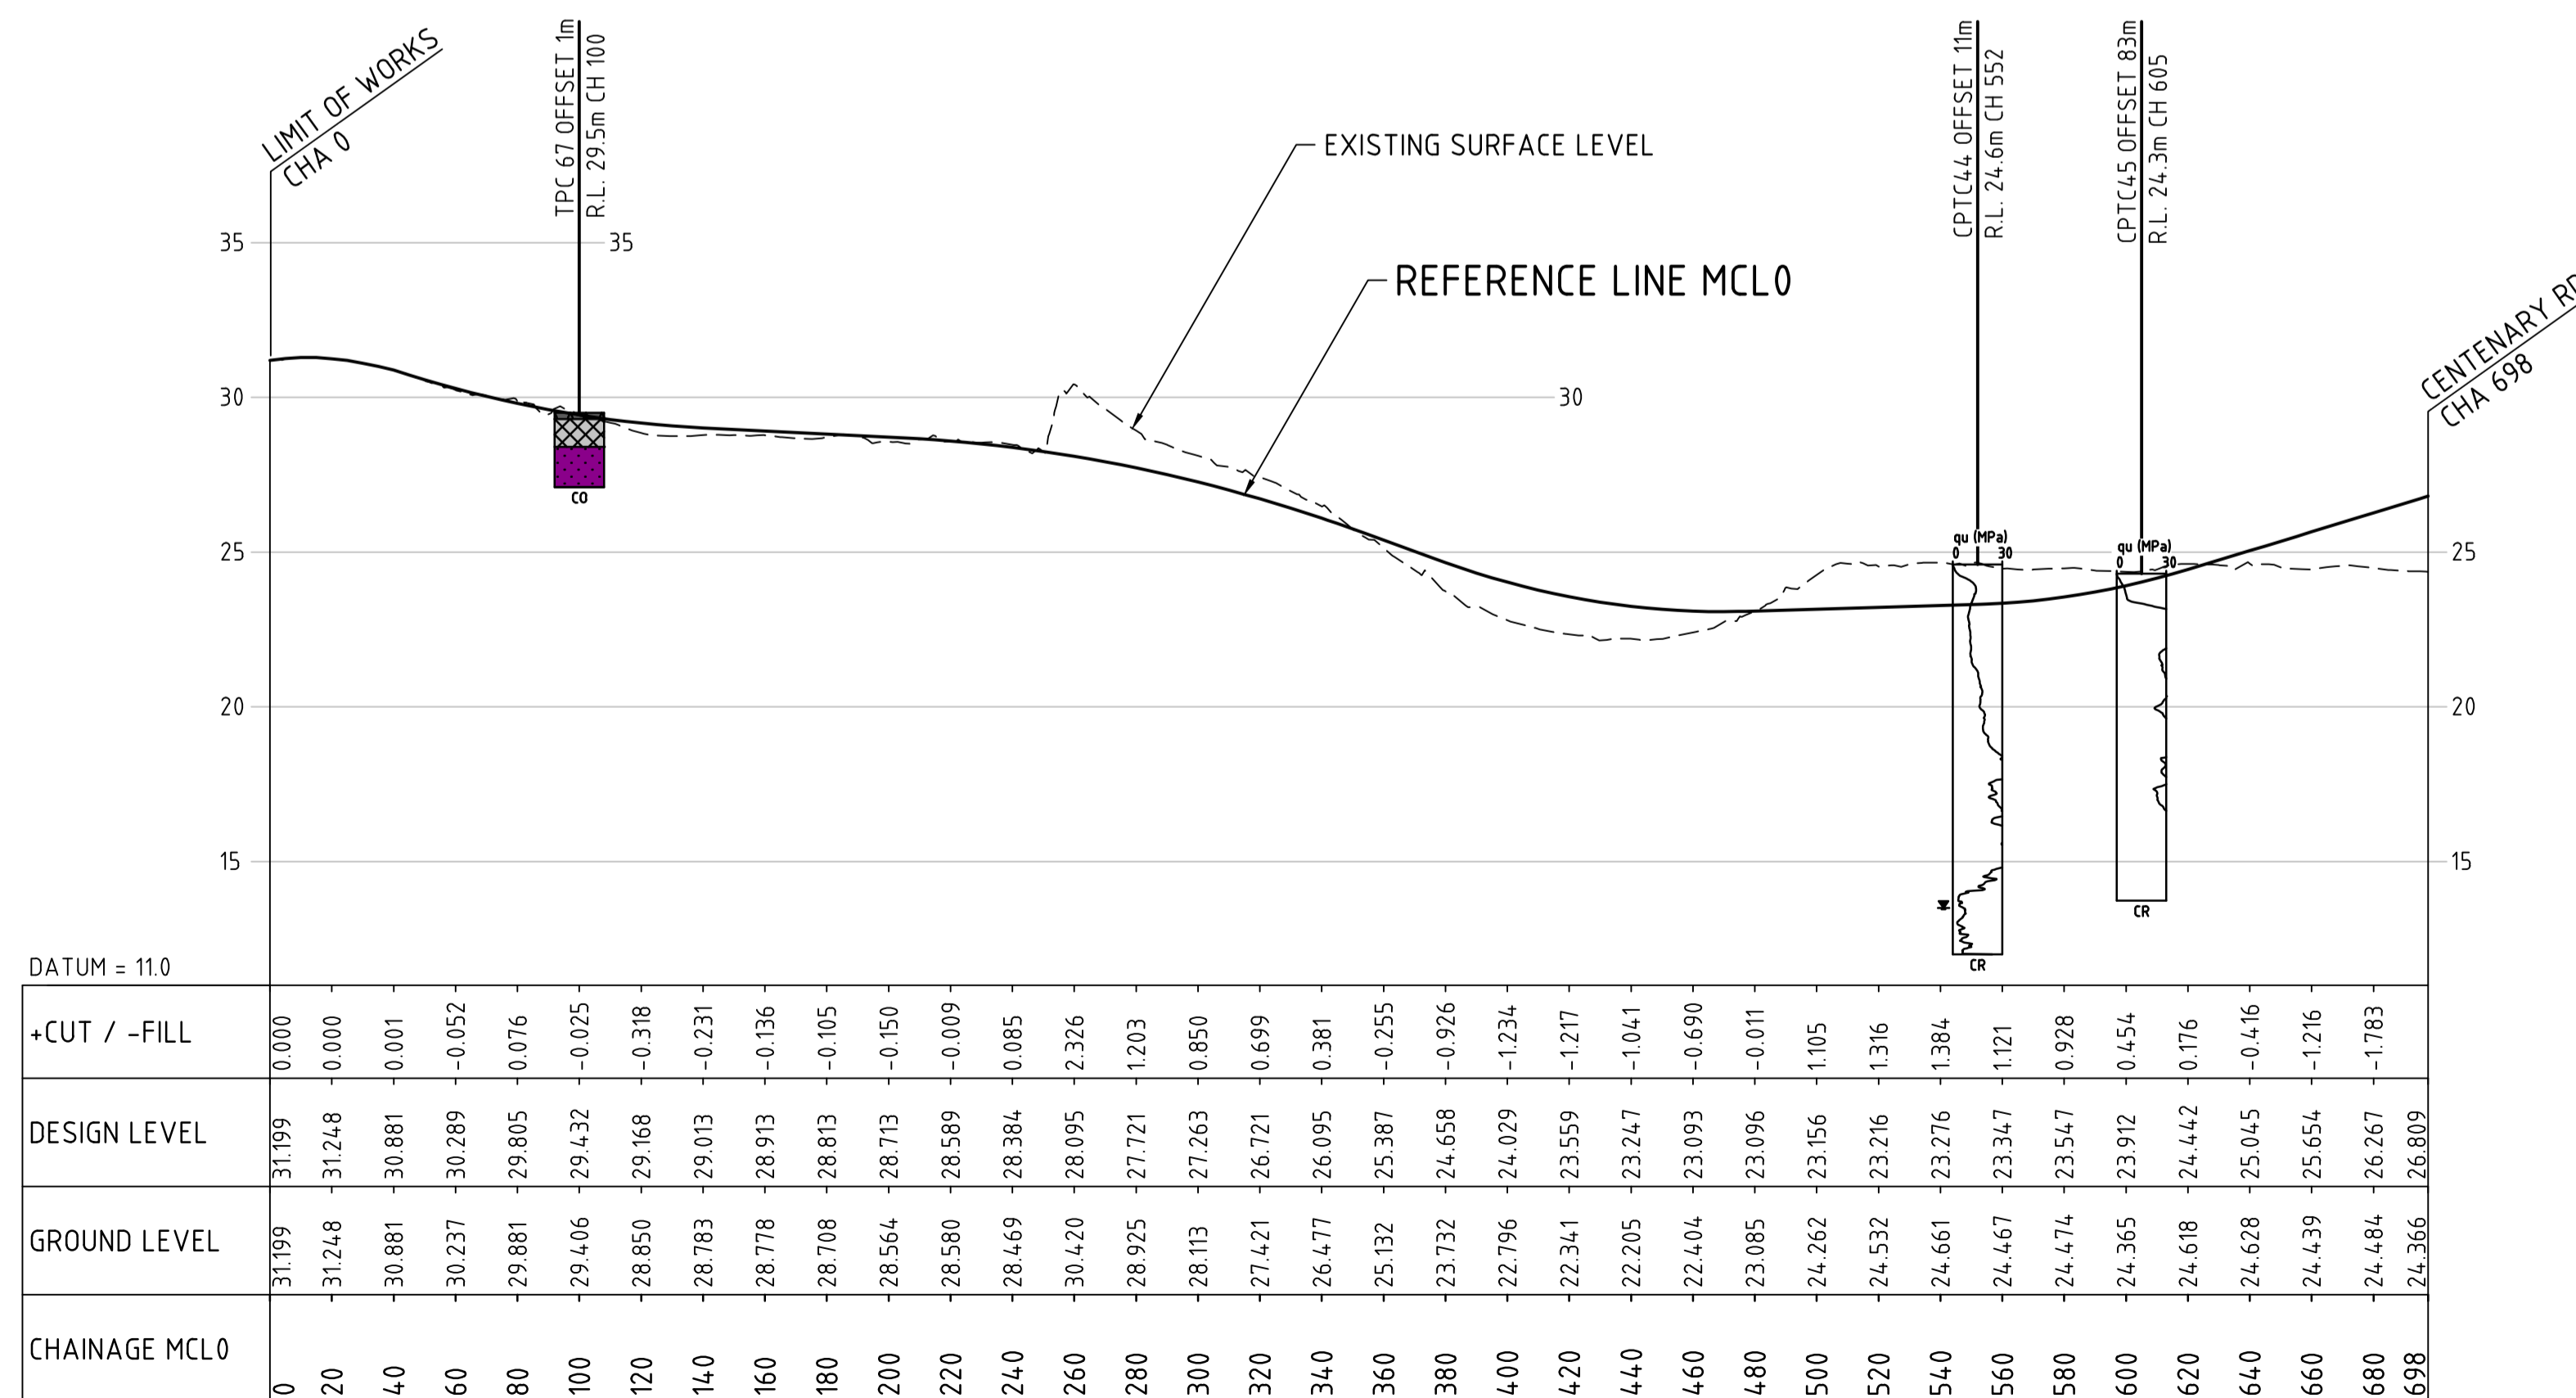 LIMIT OF WORKS
CHA 0
TPC 67 OFFSET 1m
R.L. 29.5m CH 100
EXISTING SURFACE LEVEL
REFERENCE LINE MCL0
CPTC44 OFFSET 11m
R.L. 24.6m CH 552
CPTC45 OFFSET 83m
R.L. 24.3m CH 605
CENTENARY RD
CHA 698
35 35
30 30
CO
qu (MPa)
0 30
qu (MPa)
0 30
25 25
20 20
15 15
CR
CR
DATUM = 11.0
+CUT / -FILL 0.000 0.000 0.001 -0.052 0.076 -0.025 -0.318 -0.231 -0.136 -0.105 -0.150 -0.009 0.085 2.326 1.203 0.850 0.699 0.381 -0.255 -0.926 -1.234 -1.217 -1.041 -0.690 -0.011 1.105 1.316 1.384 1.121 0.928 0.454 0.176 -0.416 -1.216 -1.783
DESIGN LEVEL 31.199 31.248 30.881 30.289 29.805 29.432 29.168 29.013 28.913 28.813 28.713 28.589 28.384 28.095 27.721 27.263 26.721 26.095 25.387 24.658 24.029 23.559 23.247 23.093 23.096 23.156 23.216 23.276 23.347 23.547 23.912 24.442 25.045 25.654 26.267 26.809
GROUND LEVEL 31.199 31.248 30.881 30.237 29.881 29.406 28.850 28.783 28.778 28.708 28.564 28.580 28.469 30.420 28.925 28.113 27.421 26.477 25.132 23.732 22.796 22.341 22.205 22.404 23.085 24.262 24.532 24.661 24.467 24.474 24.365 24.618 24.628 24.439 24.484 24.366
CHAINAGE MCL0 0 20 40 60 80 100 120 140 160 180 200 220 240 260 280 300 320 340 360 380 400 420 440 460 480 500 520 540 560 580 600 620 640 660 680 698